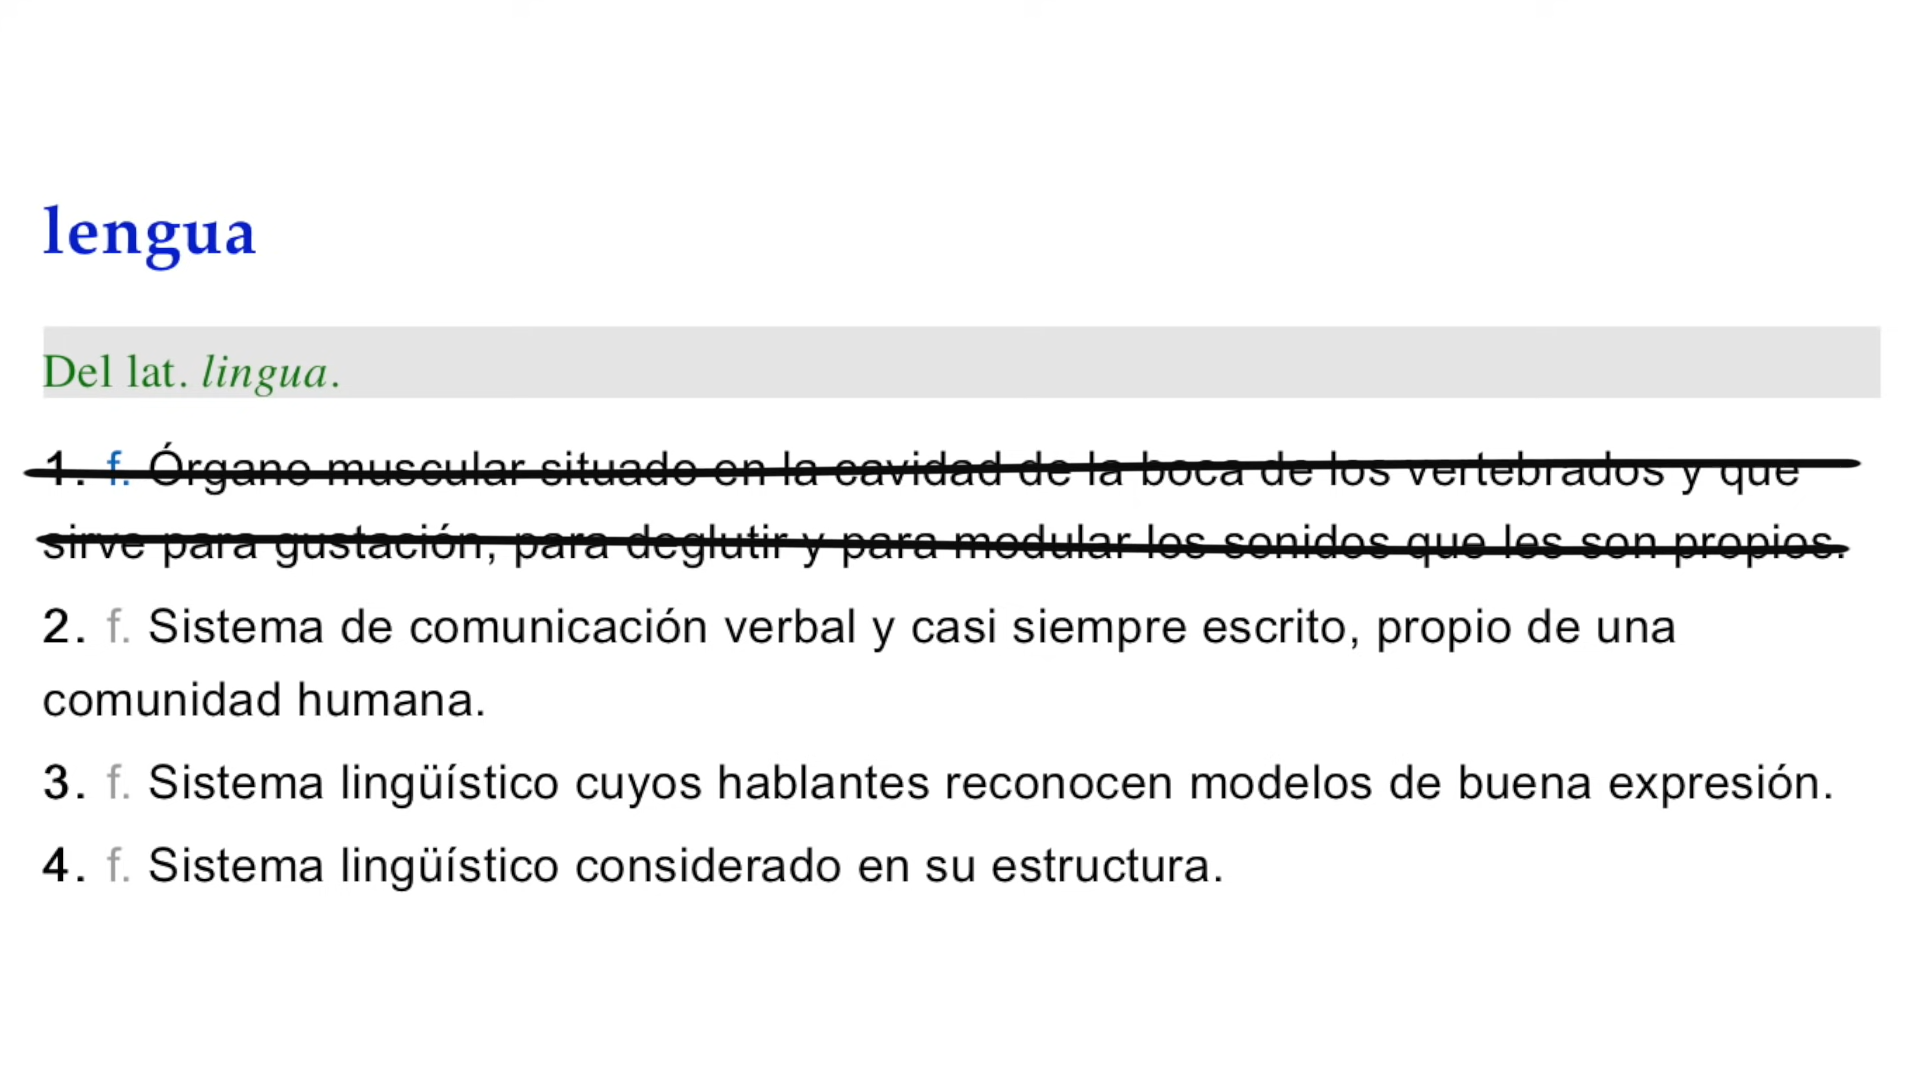 lengua
Del lat. lingua.
1. f. Órgano muscular situado en la cavidad de la boca de los vertebrados y que
sirve para gustación, para deglutir y para modular los sonidos que les son propios.
2. f. Sistema de comunicación verbal y casi siempre escrito, propio de una
comunidad humana.
3. f. Sistema lingüístico cuyos hablantes reconocen modelos de buena expresión.
4. f. Sistema lingüístico considerado en su estructura.